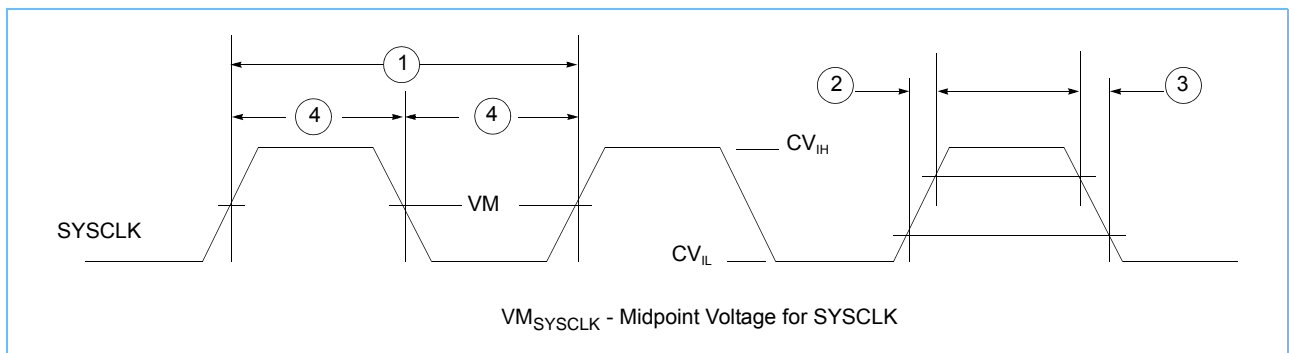 1
4
4
2
3
CV_IH
VM
SYSCLK
CV_IL
VM_SYSCLK - Midpoint Voltage for SYSCLK